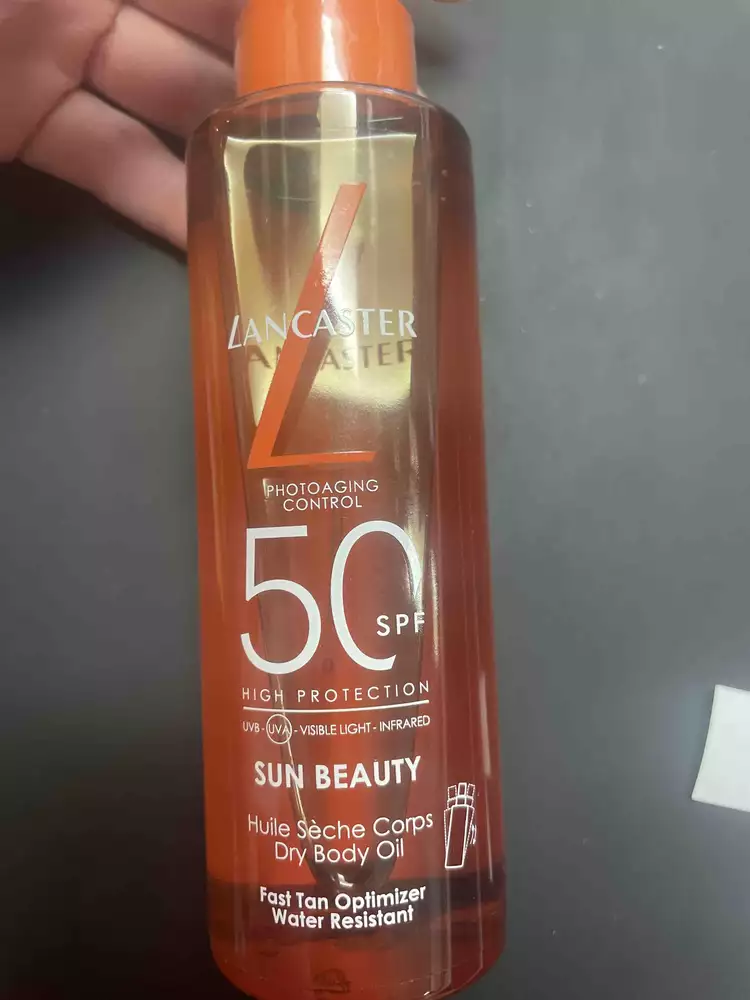 LANCASTER
LANCASTER
PHOTOAGING
CONTROL
50
SPF
HIGH PROTECTION
UVB - UVA - VISIBLE LIGHT - INFRARED
SUN BEAUTY
Huile Sèche Corps
Dry Body Oil
Fast Tan Optimizer
Water Resistant